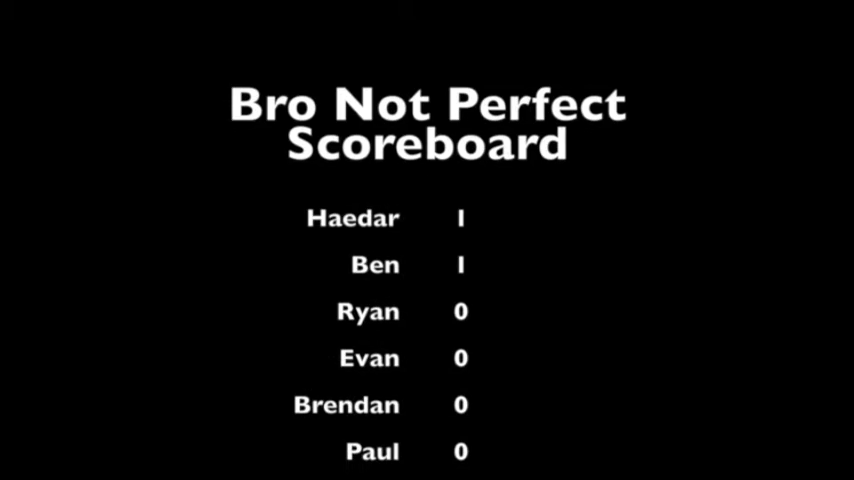 Bro Not Perfect
Scoreboard
Haedar 1
Ben 1
Ryan 0
Evan 0
Brendan 0
Paul 0